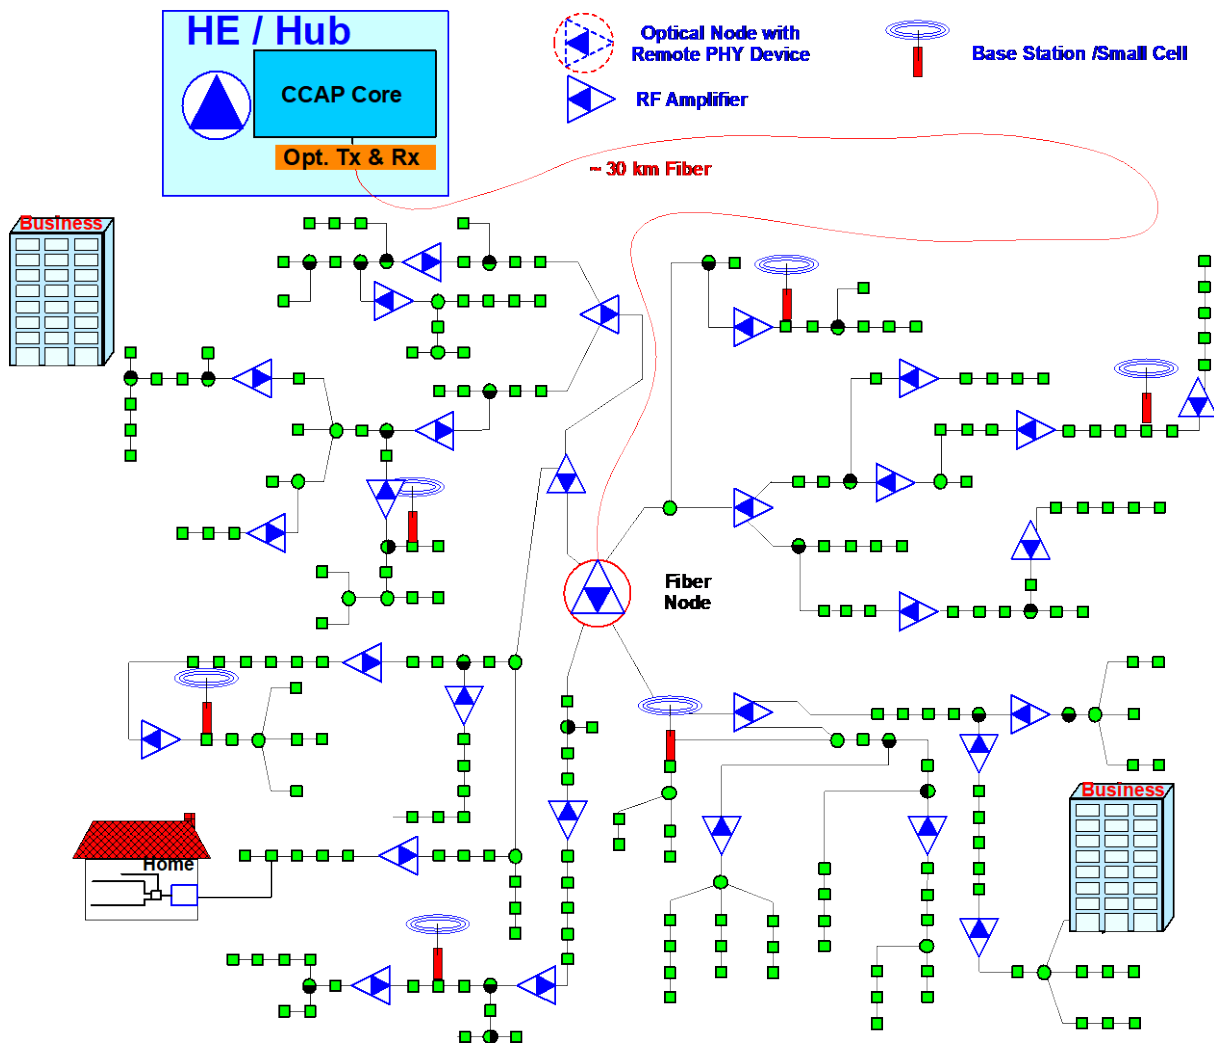 HE / Hub
CCAP Core
Opt. Tx & Rx
Optical Node with
Remote PHY Device
RF Amplifier
Base Station /Small Cell
~ 30 km Fiber
Business
Fiber
Node
Business
Home